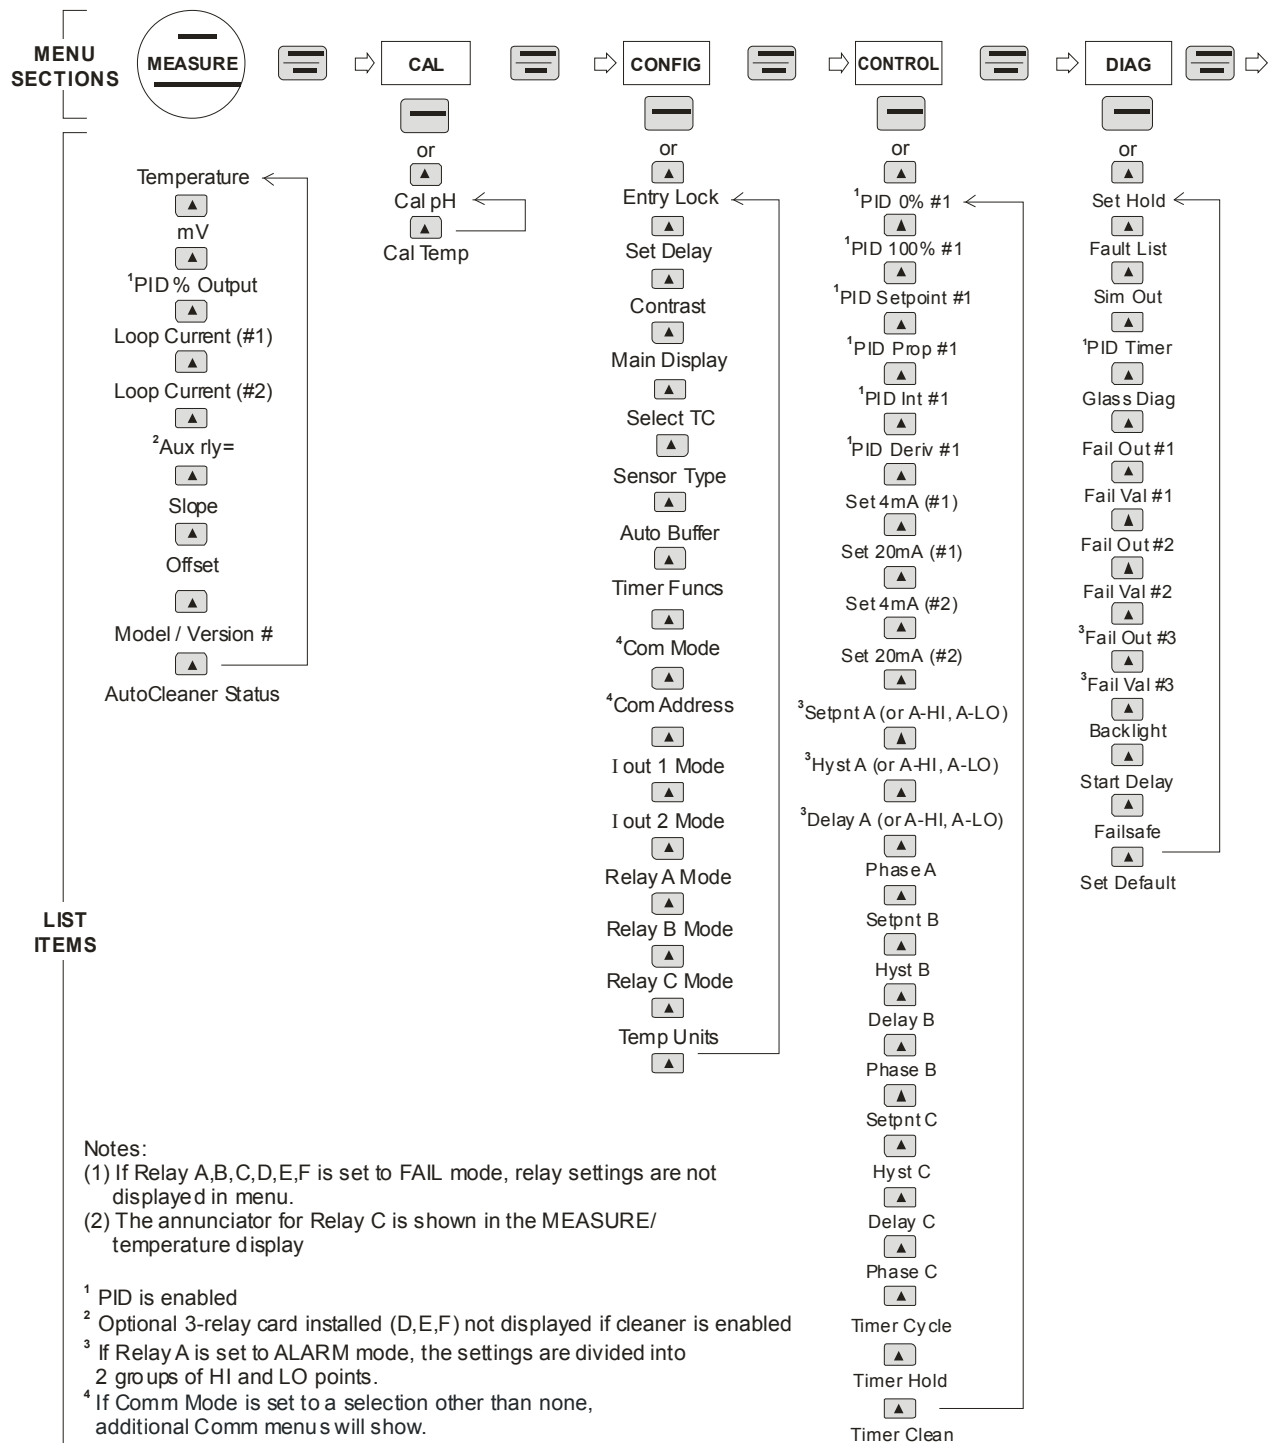 MENU
SECTIONS
MEASURE
CAL
CONFIG
CONTROL
DIAG
LIST
ITEMS
Temperature
mV
¹PID % Output
Loop Current (#1)
Loop Current (#2)
²Aux rly=
Slope
Offset
Model / Version #
AutoCleaner Status
or
Cal pH
Cal Temp
or
Entry Lock
Set Delay
Contrast
Main Display
Select TC
Sensor Type
Auto Buffer
Timer Funcs
⁴Com Mode
⁴Com Address
I out 1 Mode
I out 2 Mode
Relay A Mode
Relay B Mode
Relay C Mode
Temp Units
or
¹PID 0% #1
¹PID 100% #1
¹PID Setpoint #1
¹PID Prop #1
¹PID Int #1
¹PID Deriv #1
Set 4mA (#1)
Set 20mA (#1)
Set 4mA (#2)
Set 20mA (#2)
³Setpnt A (or A-HI, A-LO)
³Hyst A (or A-HI, A-LO)
³Delay A (or A-HI, A-LO)
Phase A
Setpnt B
Hyst B
Delay B
Phase B
Setpnt C
Hyst C
Delay C
Phase C
Timer Cycle
Timer Hold
Timer Clean
or
Set Hold
Fault List
Sim Out
¹PID Timer
Glass Diag
Fail Out #1
Fail Val #1
Fail Out #2
Fail Val #2
³Fail Out #3
³Fail Val #3
Backlight
Start Delay
Failsafe
Set Default
Notes:
(1) If Relay A,B,C,D,E,F is set to FAIL mode, relay settings are not
displayed in menu.
(2) The annunciator for Relay C is shown in the MEASURE/
temperature display
¹ PID is enabled
² Optional 3-relay card installed (D,E,F) not displayed if cleaner is enabled
³ If Relay A is set to ALARM mode, the settings are divided into
2 groups of HI and LO points.
⁴ If Comm Mode is set to a selection other than none,
additional Comm menus will show.